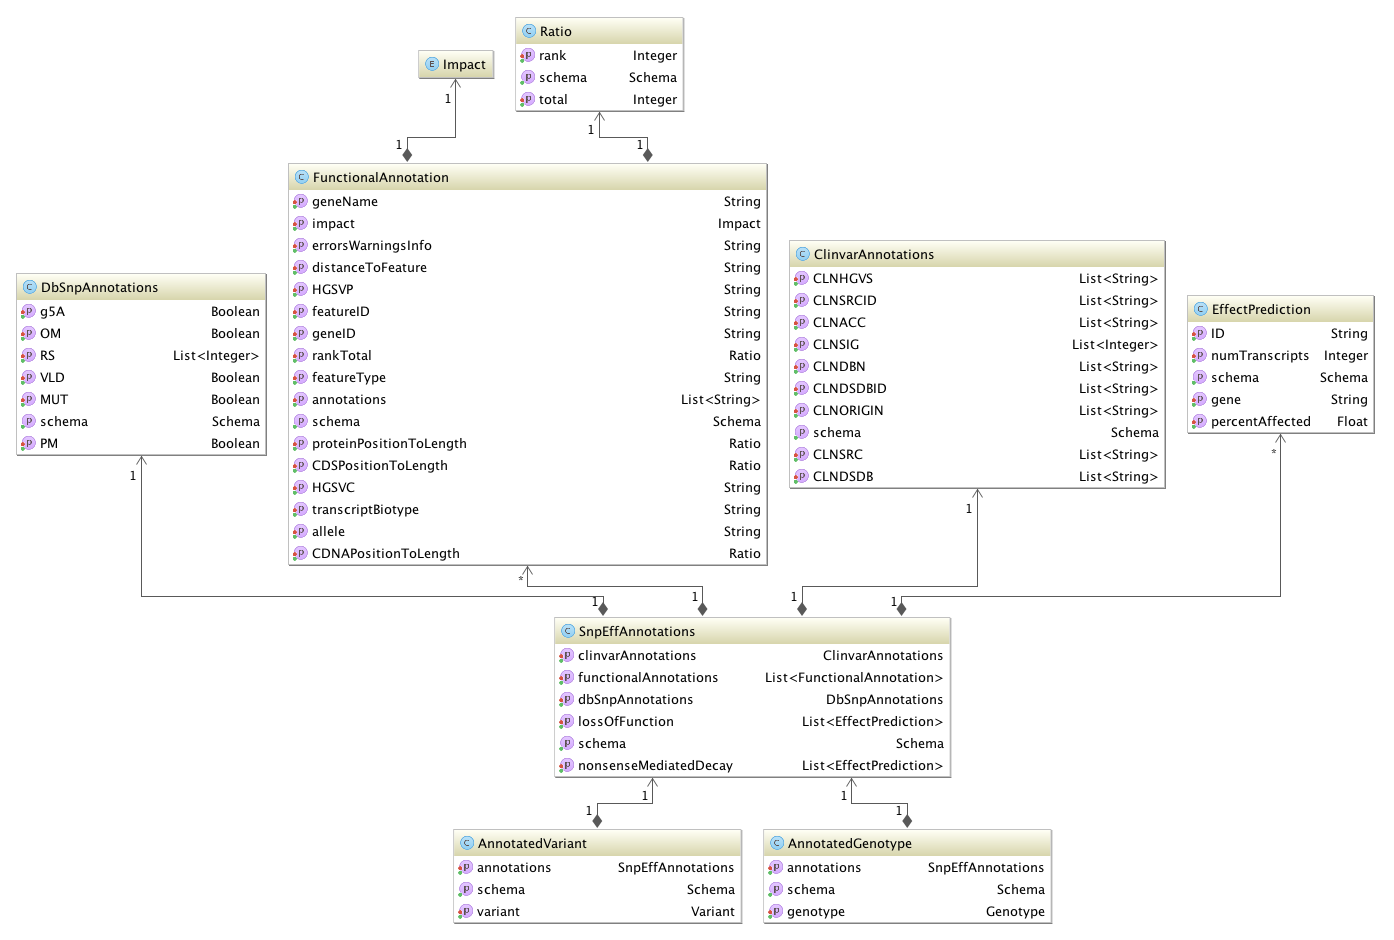 C Ratio
p rank Integer
p schema Schema
p total Integer
E Impact
1
1
1
1
C FunctionalAnnotation
p geneName String
p impact Impact
p errorsWarningsInfo String
p distanceToFeature String
p HGSVP String
p featureID String
p geneID String
p rankTotal Ratio
p featureType String
p annotations List<String>
p schema Schema
p proteinPositionToLength Ratio
p CDSPositionToLength Ratio
p HGSVC String
p transcriptBiotype String
p allele String
p CDNAPositionToLength Ratio
C DbSnpAnnotations
p g5A Boolean
p OM Boolean
p RS List<Integer>
p VLD Boolean
p MUT Boolean
p schema Schema
p PM Boolean
C ClinvarAnnotations
p CLNHGVS List<String>
p CLNSRCID List<String>
p CLNACC List<String>
p CLNSIG List<Integer>
p CLNDBN List<String>
p CLNDSDBID List<String>
p CLNORIGIN List<String>
p schema Schema
p CLNSRC List<String>
p CLNDSDB List<String>
C EffectPrediction
p ID String
p numTranscripts Integer
p schema Schema
p gene String
p percentAffected Float
1
*
1
*
1
1
1
1
C SnpEffAnnotations
p clinvarAnnotations ClinvarAnnotations
p functionalAnnotations List<FunctionalAnnotation>
p dbSnpAnnotations DbSnpAnnotations
p lossOfFunction List<EffectPrediction>
p schema Schema
p nonsenseMediatedDecay List<EffectPrediction>
1
1
1
1
C AnnotatedVariant
p annotations SnpEffAnnotations
p schema Schema
p variant Variant
C AnnotatedGenotype
p annotations SnpEffAnnotations
p schema Schema
p genotype Genotype